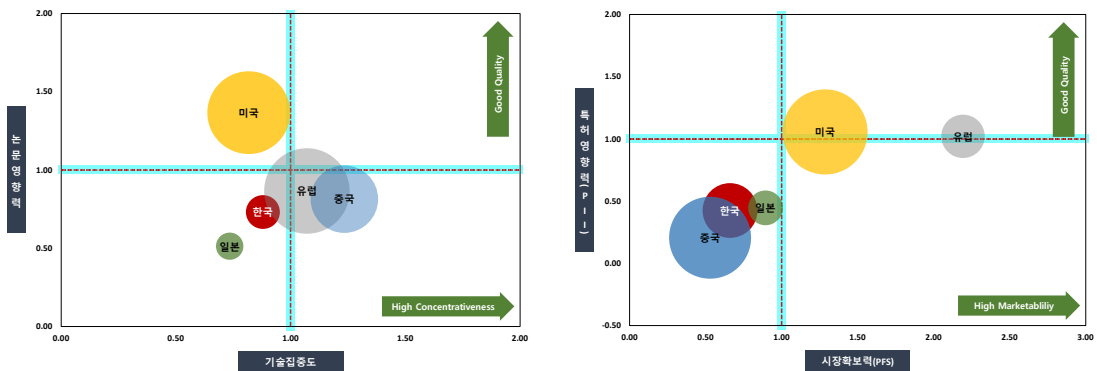 2.00
1.50
1.00
0.50
0.00
0.00
0.50
1.00
1.50
2.00
논문영향력
기술집중도
미국
유럽
중국
한국
일본
Good Quality
High Concentrativeness
2.00
1.50
1.00
0.50
0.00
-0.50
0.00
0.50
1.00
1.50
2.00
2.50
3.00
특허영향력(PII)
시장확보력(PFS)
미국
유럽
한국
일본
중국
Good Quality
High Marketabliliy